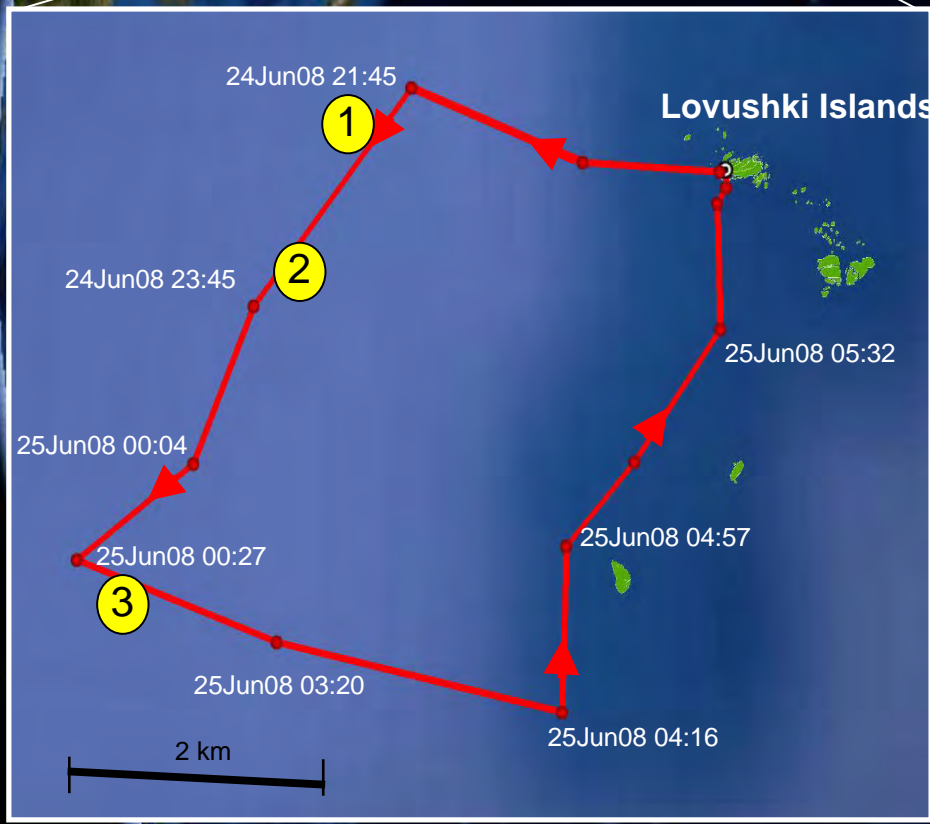 24Jun08 21:45
Lovushki Islands
1
2
24Jun08 23:45
25Jun08 05:32
25Jun08 00:04
25Jun08 04:57
25Jun08 00:27
3
25Jun08 03:20
25Jun08 04:16
2 km